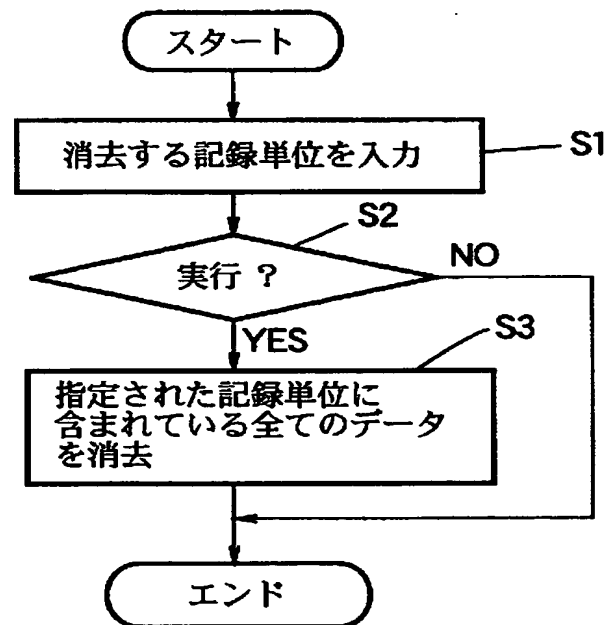 スタート
消去する記録単位を入力
S1
S2
実行 ?
NO
YES
S3
指定された記録単位に
含まれている全てのデータ
を消去
エンド